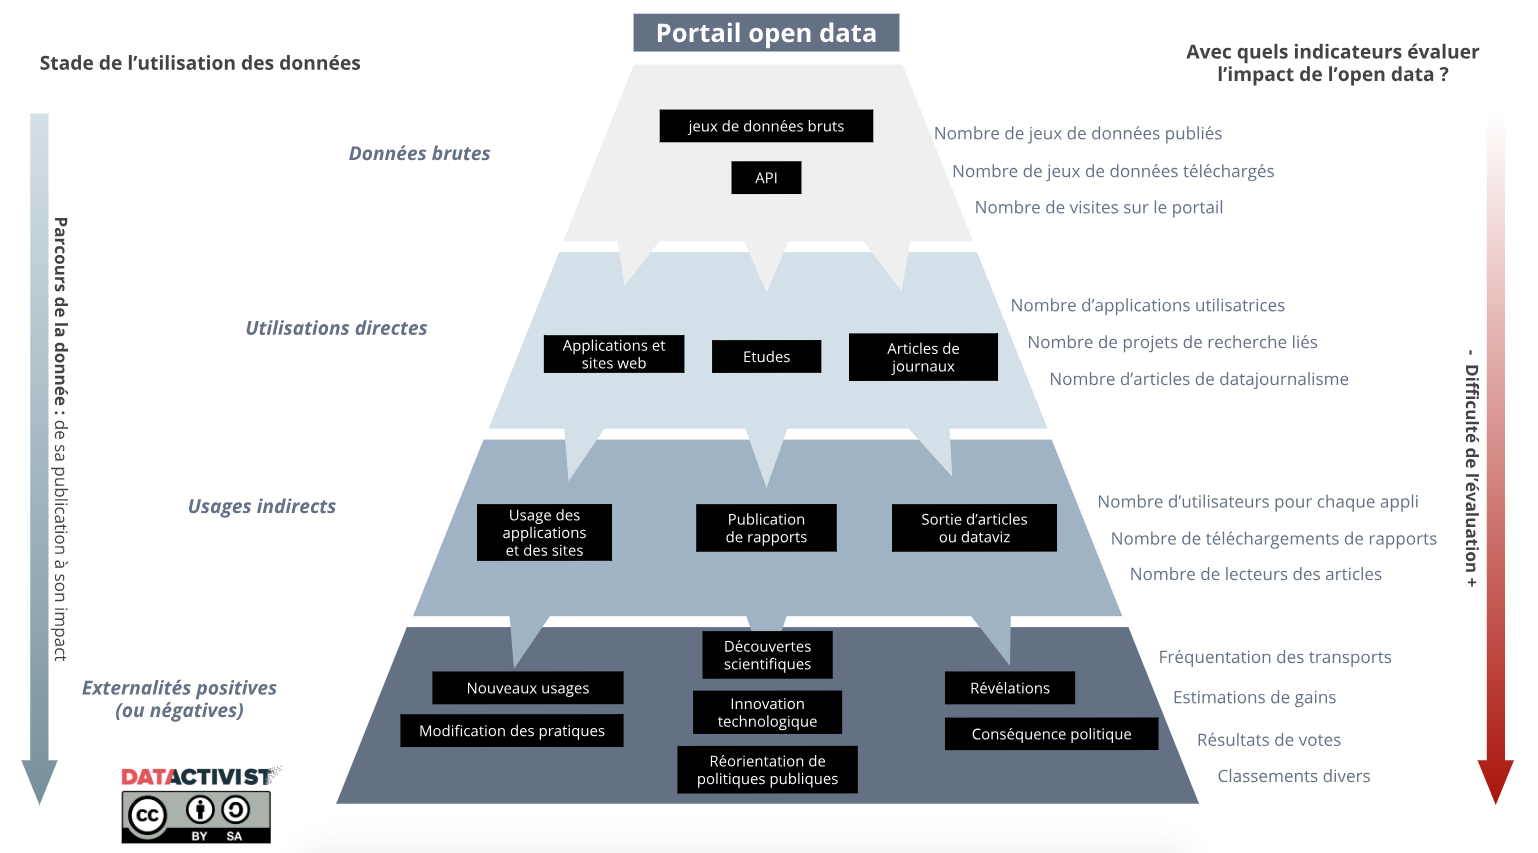 Portail open data
Stade de l’utilisation des données
Avec quels indicateurs évaluer
l’impact de l’open data ?
Données brutes
jeux de données bruts
API
Nombre de jeux de données publiés
Nombre de jeux de données téléchargés
Nombre de visites sur le portail
Parcours de la donnée : de sa publication à son impact
Utilisations directes
Applications et
sites web
Etudes
Articles de
journaux
Nombre d’applications utilisatrices
Nombre de projets de recherche liés
Nombre d’articles de datajournalisme
- Difficulté de l’évaluation +
Usages indirects
Usage des
applications
et des sites
Publication
de rapports
Sortie d’articles
ou dataviz
Nombre d’utilisateurs pour chaque appli
Nombre de téléchargements de rapports
Nombre de lecteurs des articles
Externalités positives
(ou négatives)
Nouveaux usages
Modification des pratiques
Découvertes
scientifiques
Innovation
technologique
Réorientation de
politiques publiques
Révélations
Conséquence politique
Fréquentation des transports
Estimations de gains
Résultats de votes
Classements divers
DATACTIVIST
CC
BY SA